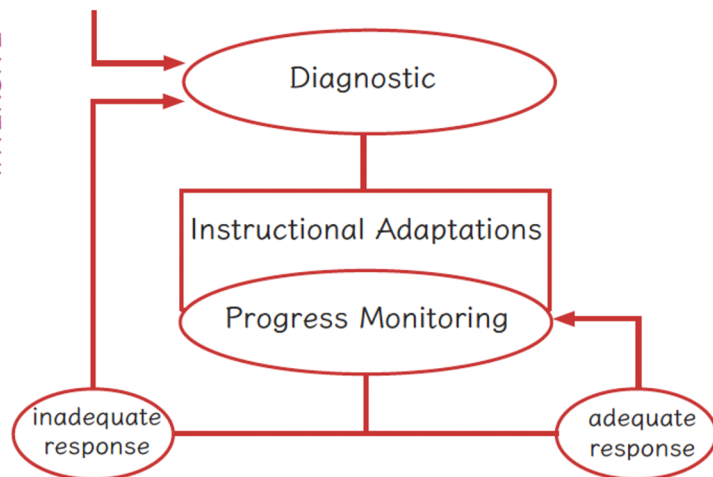 Diagnostic
Instructional Adaptations
Progress Monitoring
inadequate
response
adequate
response